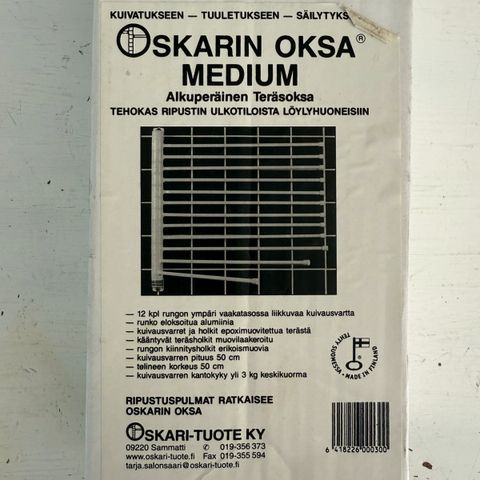 KUIVATUKSEEN — TUULETUKSEEN — SÄILYTYKS
OSKARIN OKSA®
MEDIUM
Alkuperäinen Teräsoksa
TEHOKAS RIPUSTIN ULKOTILOISTA LÖYLYHUONEISIIN
— 12 kpl rungon ympäri vaakatasossa liikkuvaa kuivausvartta
— runko eloksoitua alumiinia
— kuivausvarret ja holkit epoximuovitettua terästä
— kääntyvät teräsholkit muovilaakeroitu
— rungon kiinnitysholkit erikoismuovia
— kuivausvarren pituus 50 cm
— telineen korkeus 50 cm
— kuivausvarren kantokyky yli 3 kg keskikuorma
TEHTY SUOMESSA • MADE IN FINLAND
RIPUSTUSPULMAT RATKAISEE
OSKARIN OKSA
OSKARI-TUOTE KY
09220 Sammatti ✆ 019-356 373
www.oskari-tuote.fi Fax 019-355 594
tarja.salonsaari@oskari-tuote.fi
6 418226 000300